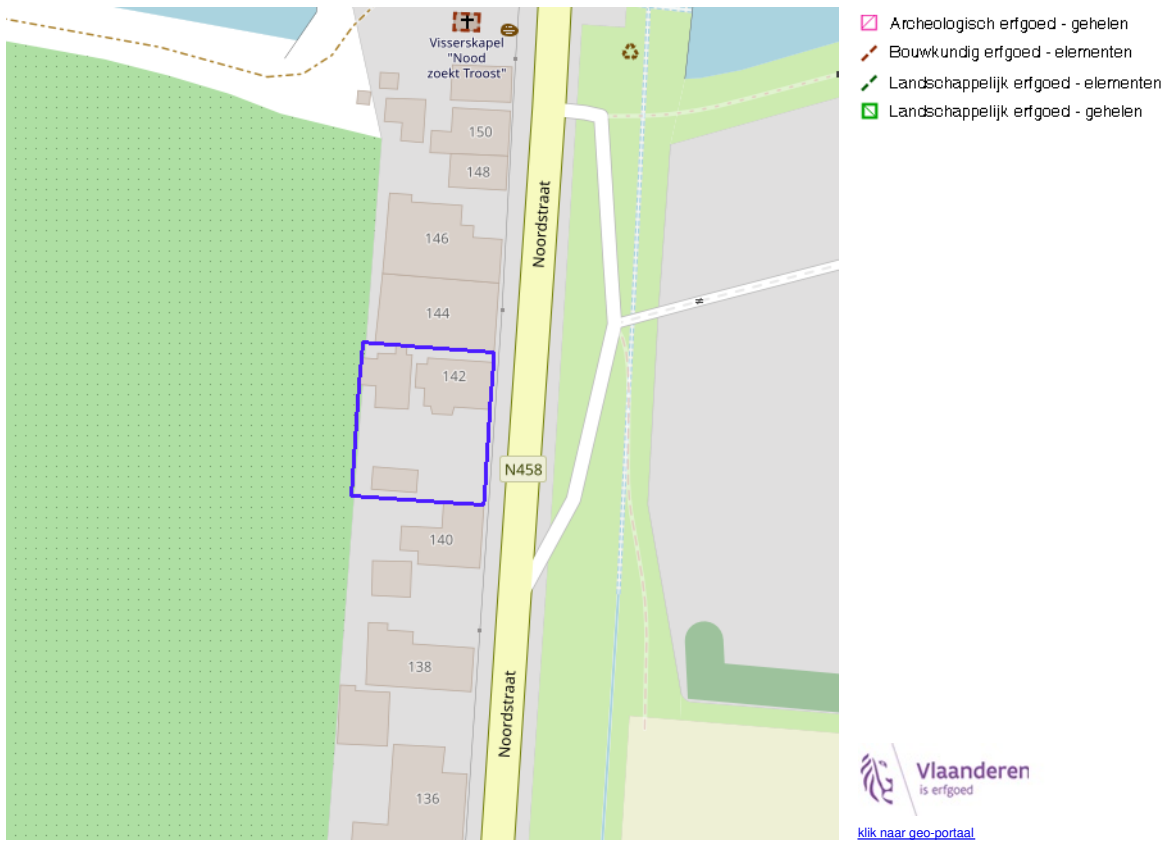 Visserskapel
"Nood
zoekt Troost"
150
148
146
144
142
140
138
136
Noordstraat
N458
Noordstraat
Archeologisch erfgoed - gehelen
Bouwkundig erfgoed - elementen
Landschappelijk erfgoed - elementen
Landschappelijk erfgoed - gehelen
Vlaanderen
is erfgoed
klik naar geo-portaal